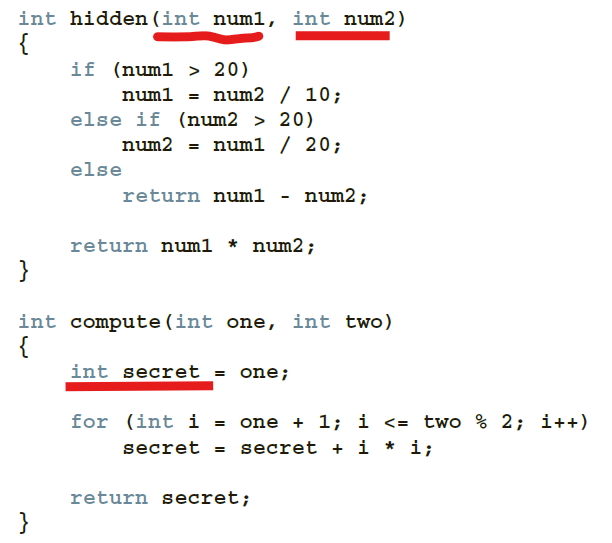 int hidden(int num1, int num2)
{
    if (num1 > 20)
        num1 = num2 / 10;
    else if (num2 > 20)
        num2 = num1 / 20;
    else
        return num1 - num2;

    return num1 * num2;
}

int compute(int one, int two)
{
    int secret = one;

    for (int i = one + 1; i <= two % 2; i++)
        secret = secret + i * i;

    return secret;
}